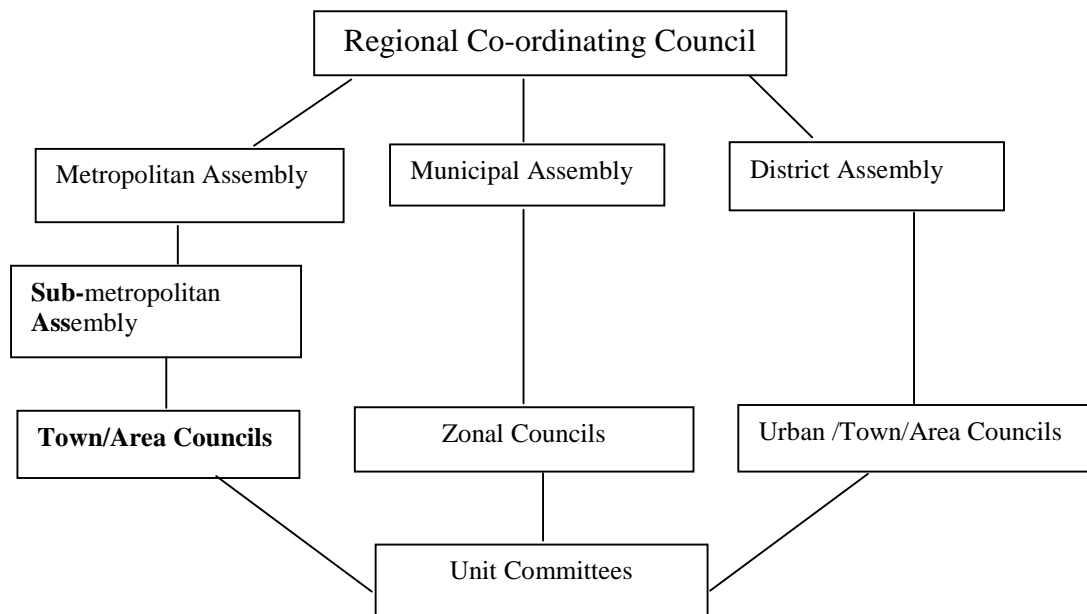 Regional Co-ordinating Council
Metropolitan Assembly
Municipal Assembly
District Assembly
Sub-metropolitan
Assembly
Town/Area Councils
Zonal Councils
Urban /Town/Area Councils
Unit Committees